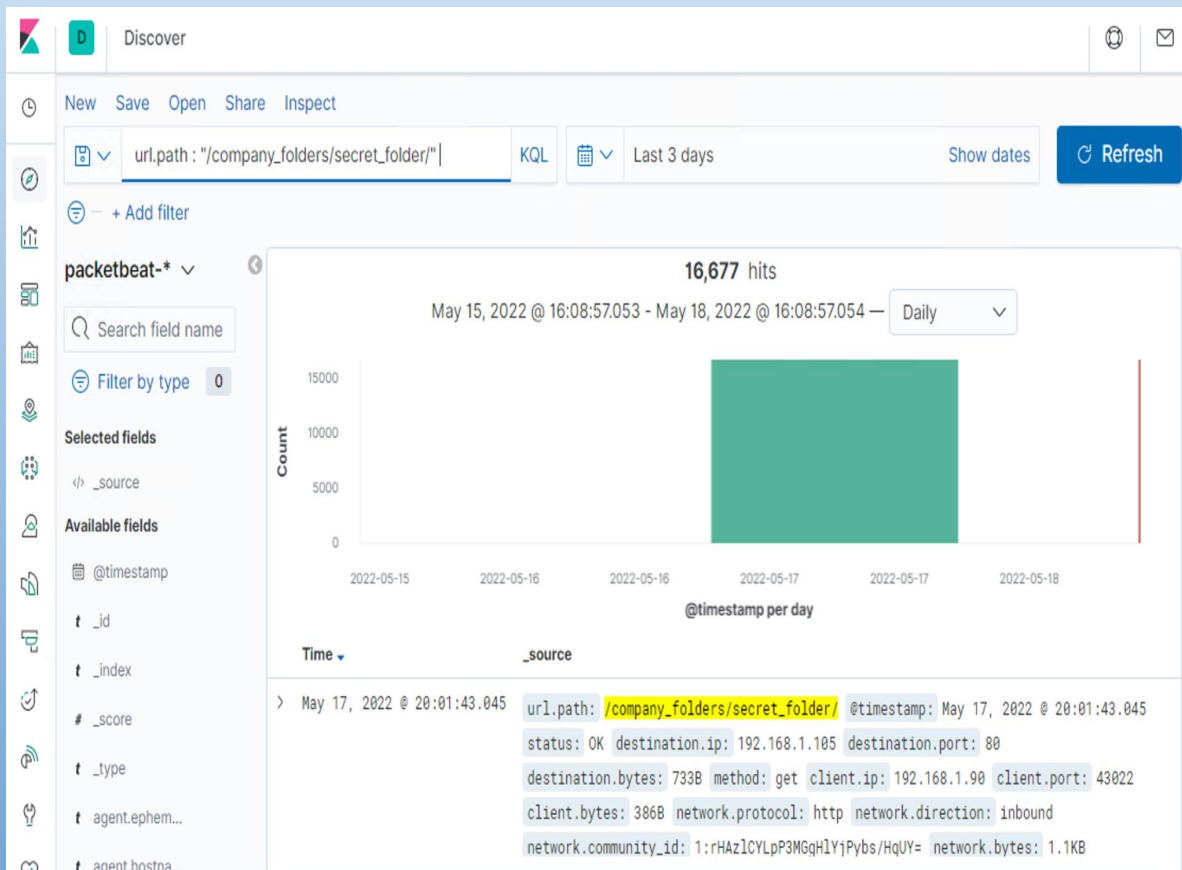 D Discover
New Save Open Share Inspect
url.path : "/company_folders/secret_folder/" KQL Last 3 days Show dates Refresh
+ Add filter
packetbeat-*
Search field name
Filter by type 0
Selected fields
</> _source
Available fields
@timestamp
t _id
t _index
# _score
t _type
t agent.ephem...
t agent.hostna...
16,677 hits
May 15, 2022 @ 16:08:57.053 - May 18, 2022 @ 16:08:57.054 — Daily
Count
15000
10000
5000
0
2022-05-15 2022-05-16 2022-05-16 2022-05-17 2022-05-17 2022-05-18
@timestamp per day
Time _source
May 17, 2022 @ 20:01:43.045 url.path: /company_folders/secret_folder/ @timestamp: May 17, 2022 @ 20:01:43.045
status: OK destination.ip: 192.168.1.105 destination.port: 80
destination.bytes: 733B method: get client.ip: 192.168.1.90 client.port: 43022
client.bytes: 386B network.protocol: http network.direction: inbound
network.community_id: 1:rHAzlCYLpP3MGgHlYjPybs/HqUY= network.bytes: 1.1KB